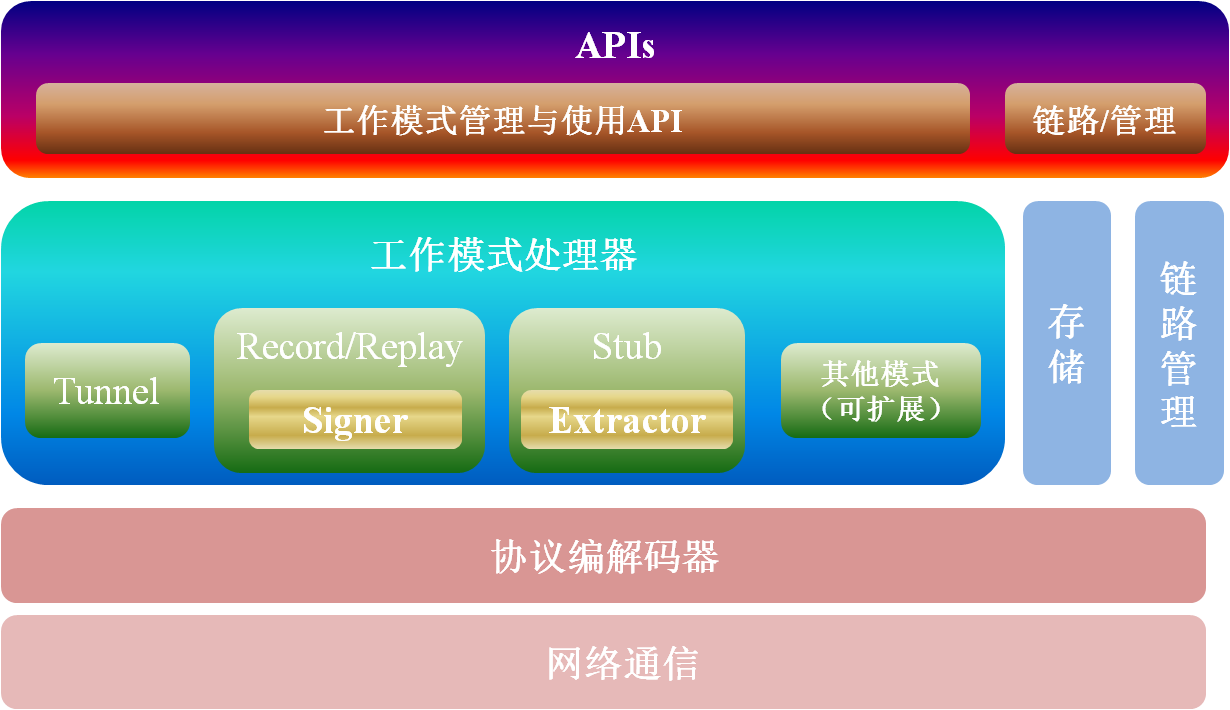 APIs
工作模式管理与使用API
链路/管理
工作模式处理器
Tunnel
Record/Replay
Signer
Stub
Extractor
其他模式
（可扩展）
存储
链路管理
协议编解码器
网络通信